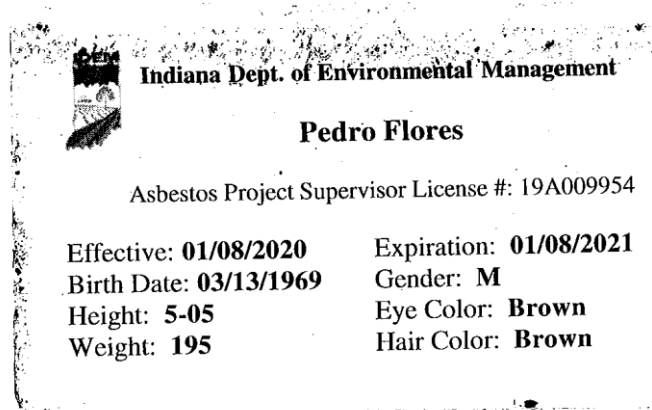 IDEM
Indiana Dept. of Environmental Management
Pedro Flores
Asbestos Project Supervisor License #: 19A009954
Effective: 01/08/2020 Expiration: 01/08/2021
Birth Date: 03/13/1969 Gender: M
Height: 5-05 Eye Color: Brown
Weight: 195 Hair Color: Brown